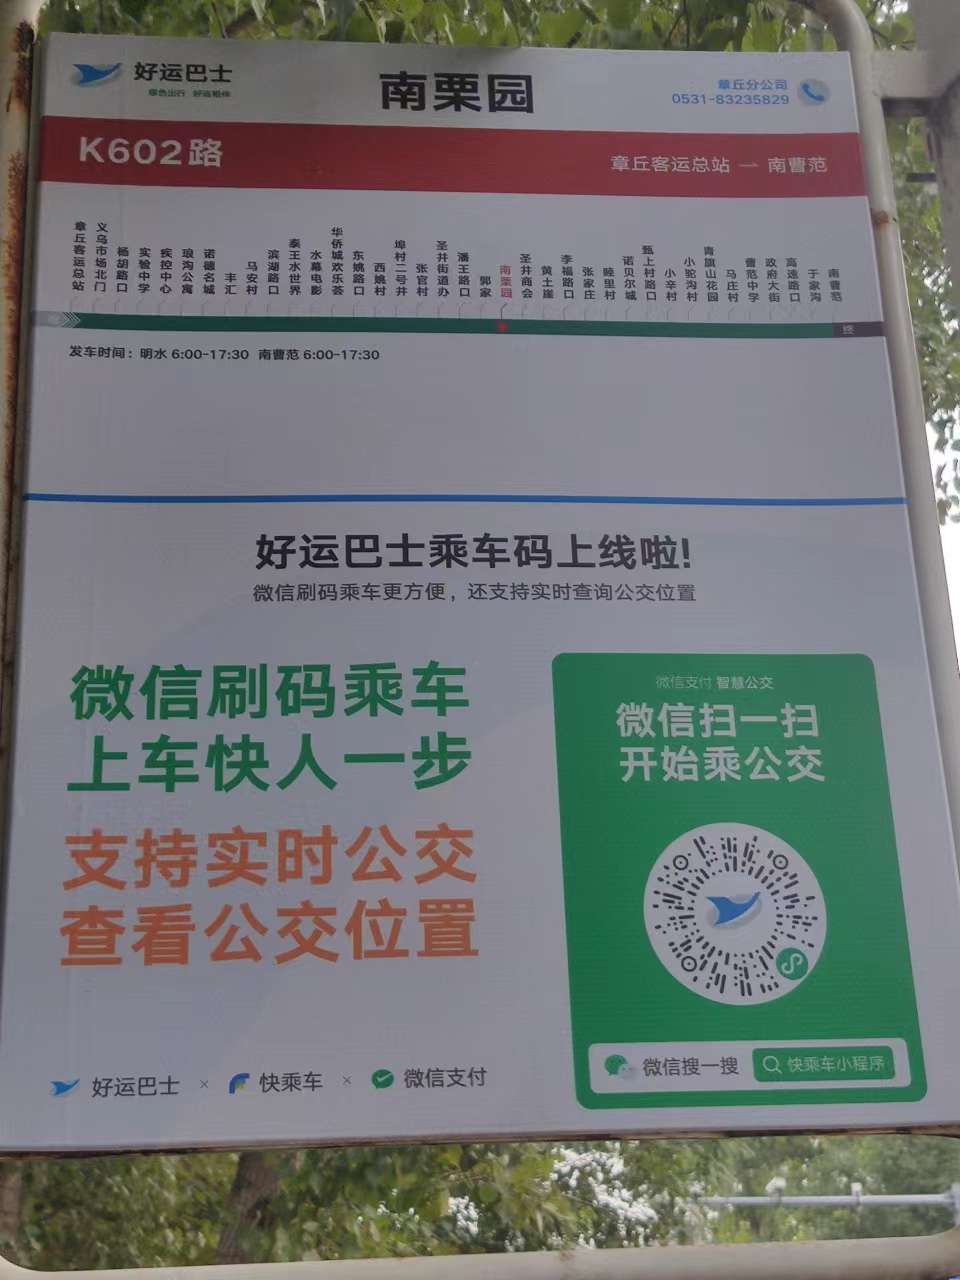 好运巴士
绿色出行 好运相伴
南栗园
章丘分公司
0531-83235829
K602路
章丘客运总站 → 南曹范
章丘客运总站
义乌市场北门
杨胡路口
实验中学
疾控中心
琅沟公寓
诺德名城
丰汇
马安村
滨湖路口
泰王水世界
水幕电影
华侨城欢乐荟
东姚路口
西姚村
埠村二号井
张官村
圣井街道办
潘王路口
郭家
南栗园
圣井商会
黄土崖
李福路口
张家庄
睦里村
诺贝尔城
甄上村路口
小辛村
小驼沟村
青旗山花园
马庄村
曹范中学
政府大街
高速路口
于家沟
南曹范
终
发车时间：明水 6:00-17:30 南曹范 6:00-17:30
好运巴士乘车码上线啦!
微信刷码乘车更方便，还支持实时查询公交位置
微信刷码乘车
上车快人一步
支持实时公交
查看公交位置
微信支付 智慧公交
微信扫一扫
开始乘公交
微信搜一搜
快乘车小程序
好运巴士 × 快乘车 × 微信支付